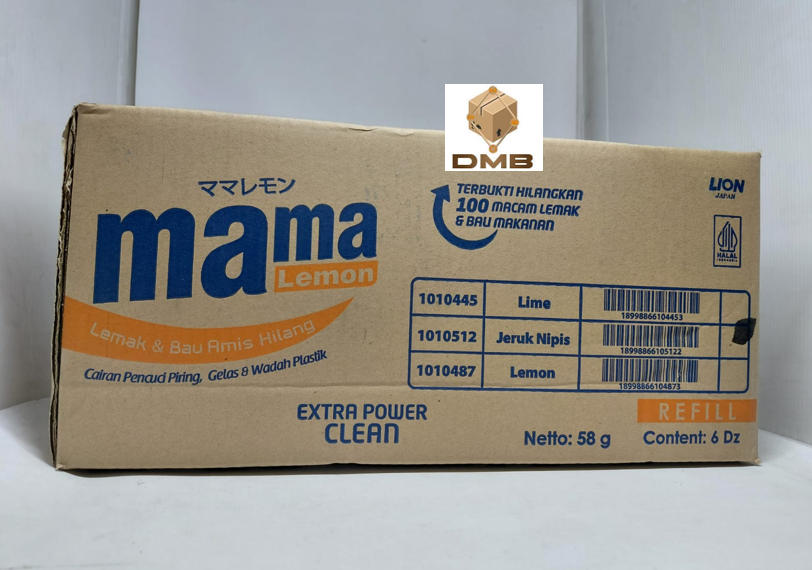 DMB
ママレモン
mama
Lemon
Lemak & Bau Amis Hilang
Cairan Pencuci Piring, Gelas & Wadah Plastik
TERBUKTI HILANGKAN
100 MACAM LEMAK
& BAU MAKANAN
LION
JAPAN
HALAL
INDONESIA
1010445 Lime 18998866104453
1010512 Jeruk Nipis 18998866105122
1010487 Lemon 18998866104873
EXTRA POWER
CLEAN
REFILL
Netto: 58 g Content: 6 Dz